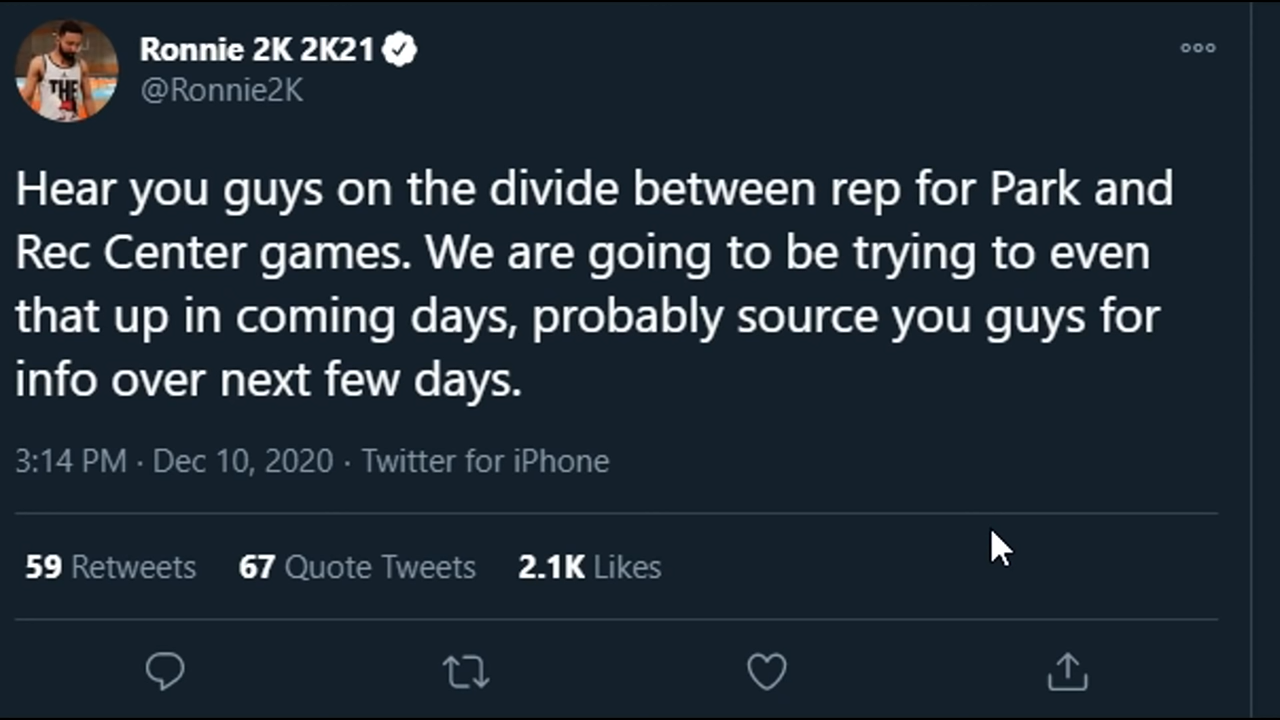 Ronnie 2K 2K21
@Ronnie2K
THE
Hear you guys on the divide between rep for Park and
Rec Center games. We are going to be trying to even
that up in coming days, probably source you guys for
info over next few days.
3:14 PM · Dec 10, 2020 · Twitter for iPhone
59 Retweets 67 Quote Tweets 2.1K Likes